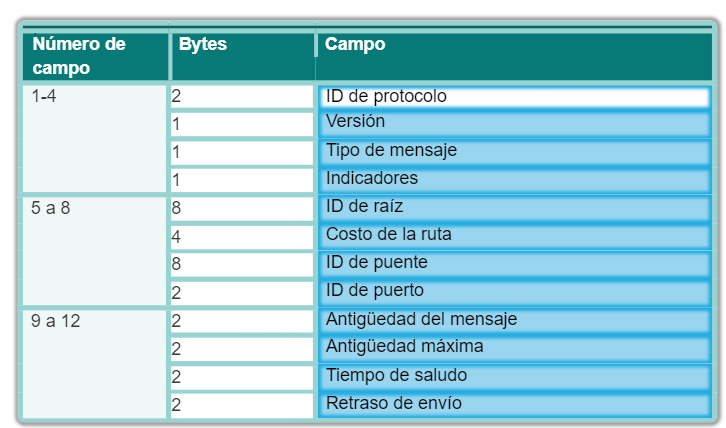 Número de campo Bytes Campo
1-4 2 ID de protocolo
1 Versión
1 Tipo de mensaje
1 Indicadores
5 a 8 8 ID de raíz
4 Costo de la ruta
8 ID de puente
2 ID de puerto
9 a 12 2 Antigüedad del mensaje
2 Antigüedad máxima
2 Tiempo de saludo
2 Retraso de envío